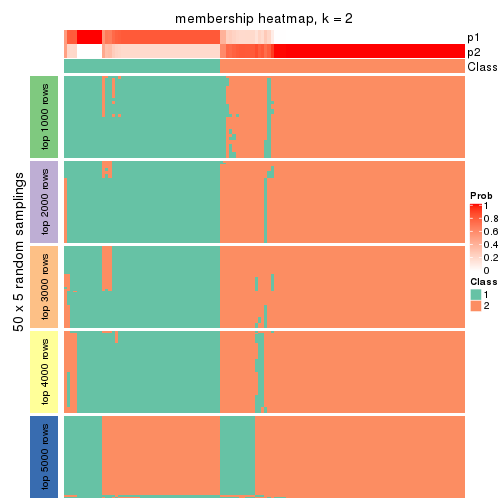 membership heatmap, k = 2
p1
p2
Class
50 x 5 random samplings
top 1000 rows
top 2000 rows
top 3000 rows
top 4000 rows
top 5000 rows
Prob
1
0.8
0.6
0.4
0.2
0
Class
1
2